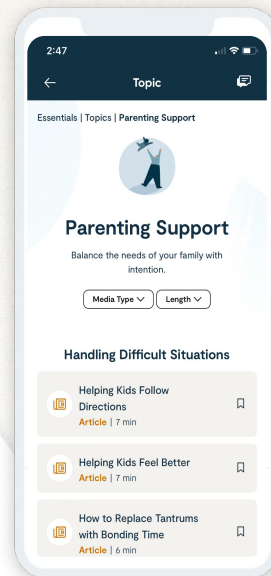 2:47
Topic
Essentials | Topics | Parenting Support
Parenting Support
Balance the needs of your family with
intention.
Media Type
Length
Handling Difficult Situations
Helping Kids Follow
Directions
Article | 7 min
Helping Kids Feel Better
Article | 7 min
How to Replace Tantrums
with Bonding Time
Article | 6 min